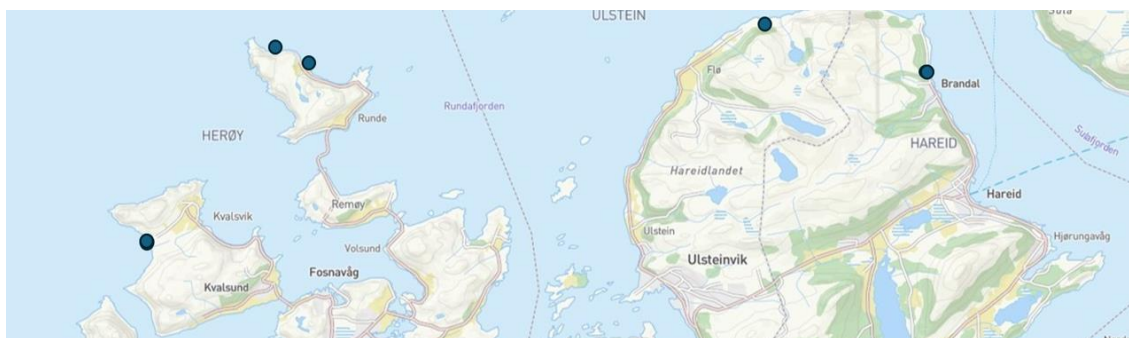 ULSTEIN
Flø
Brandal
Rundafjorden
Runde
HERØY
Sulafjorden
HAREID
Hareidlandet
Hareid
Remøy
Kvalsvik
Ulstein
Hjørungavåg
Volsund
Ulsteinvik
Fosnavåg
Kvalsund